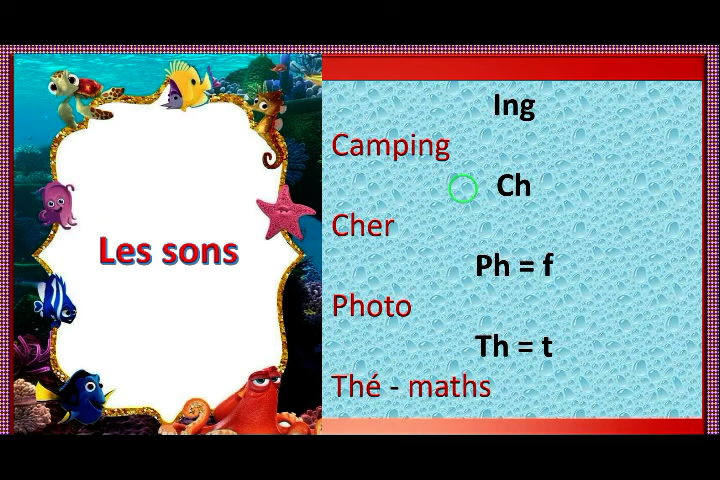 Les sons
Ing
Camping
Ch
Cher
Ph = f
Photo
Th = t
Thé - maths